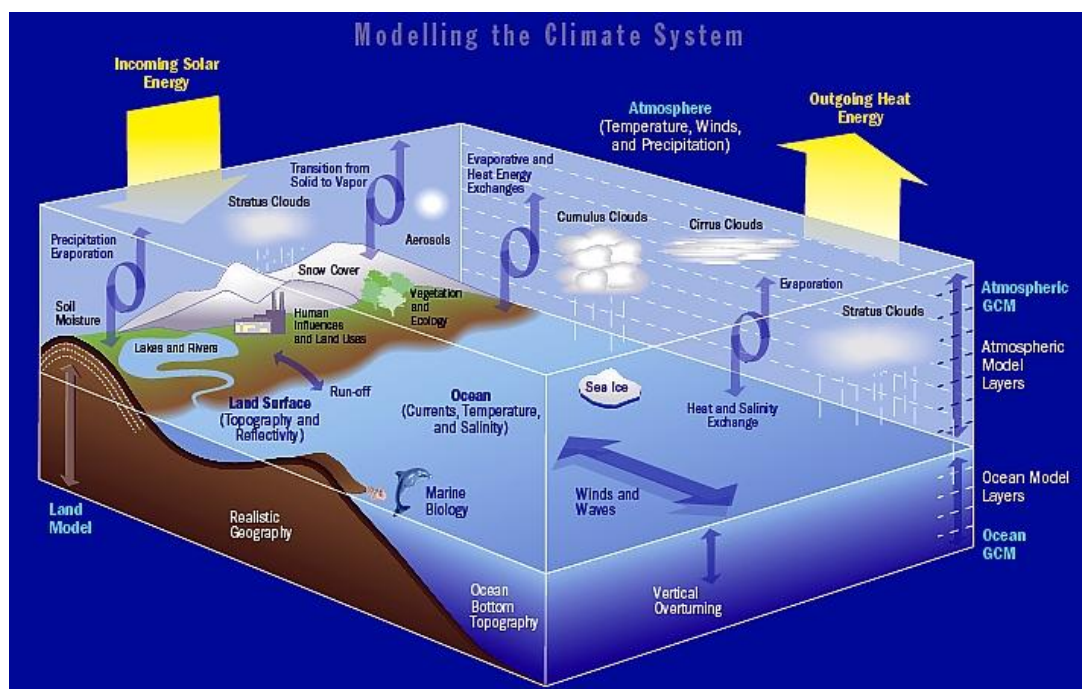 Modelling the Climate System
Incoming Solar
Energy
Atmosphere
(Temperature, Winds,
and Precipitation)
Outgoing Heat
Energy
Transition from
Solid to Vapor
Evaporative and
Heat Energy
Exchanges
Stratus Clouds
Cumulus Clouds
Cirrus Clouds
Precipitation
Evaporation
Aerosols
Snow Cover
Evaporation
Atmospheric
GCM
Soil
Moisture
Human
Influences
and Land Uses
Vegetation
and
Ecology
Stratus Clouds
Lakes and Rivers
Atmospheric
Model
Layers
Run-off
Sea Ice
Land Surface
(Topography and
Reflectivity)
Ocean
(Currents, Temperature,
and Salinity)
Heat and Salinity
Exchange
Land
Model
Realistic
Geography
Marine
Biology
Winds and
Waves
Ocean Model
Layers
Ocean
GCM
Ocean
Bottom
Topography
Vertical
Overturning